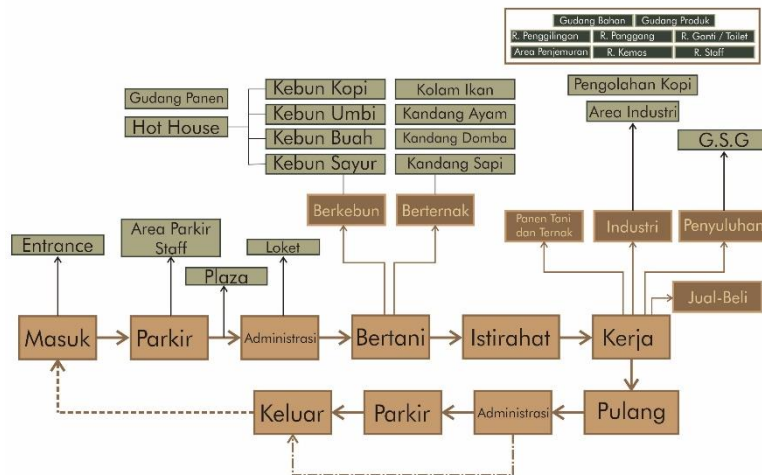 Gudang Bahan
Gudang Produk
R. Penggilingan
R. Panggang
R. Ganti / Toilet
Area Penjemuran
R. Kemas
R. Staff
Gudang Panen
Hot House
Kebun Kopi
Kebun Umbi
Kebun Buah
Kebun Sayur
Kolam Ikan
Kandang Ayam
Kandang Domba
Kandang Sapi
Pengolahan Kopi
Area Industri
G.S.G
Berkebun
Berternak
Panen Tani
dan Ternak
Industri
Penyuluhan
Jual-Beli
Entrance
Area Parkir
Staff
Plaza
Loket
Masuk
Parkir
Administrasi
Bertani
Istirahat
Kerja
Keluar
Parkir
Administrasi
Pulang